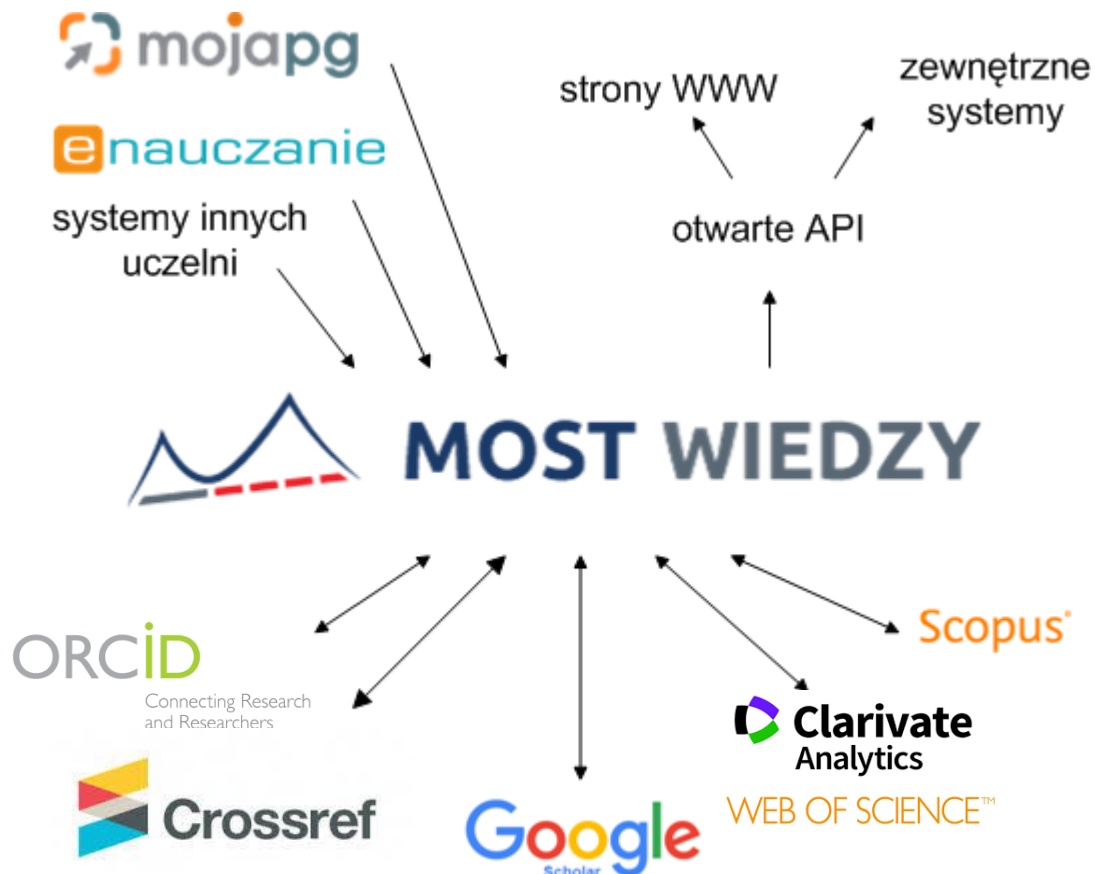 mojapg
enauczanie
systemy innych
uczelni
strony WWW
zewnętrzne
systemy
otwarte API
MOST WIEDZY
ORCiD
Connecting Research
and Researchers
Crossref
Google
Scholar
Clarivate
Analytics
WEB OF SCIENCE™
Scopus®